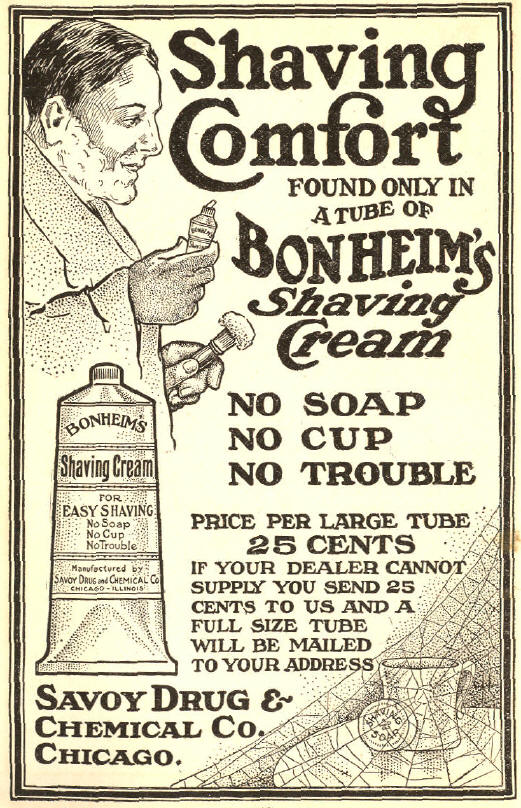 Shaving
Comfort
FOUND ONLY IN
A TUBE OF
BONHEIM'S
Shaving
Cream
BONHEIM'S
NO SOAP
NO CUP
NO TROUBLE
BONHEIM'S
Shaving Cream
FOR
EASY SHAVING
No Soap
No Cup
No Trouble
Manufactured by
SAVOY DRUG AND CHEMICAL CO
CHICAGO - ILLINOIS
PRICE PER LARGE TUBE
25 CENTS
IF YOUR DEALER CANNOT
SUPPLY YOU SEND 25
CENTS TO US AND A
FULL SIZE TUBE
WILL BE MAILED
TO YOUR ADDRESS
SAVOY DRUG &
CHEMICAL CO.
CHICAGO.
SOAP